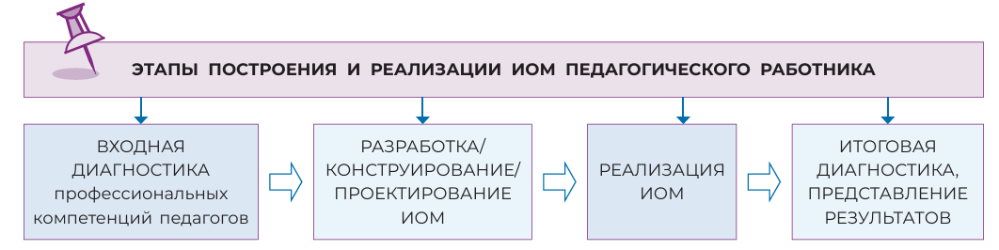 ЭТАПЫ ПОСТРОЕНИЯ И РЕАЛИЗАЦИИ ИОМ ПЕДАГОГИЧЕСКОГО РАБОТНИКА
ВХОДНАЯ
ДИАГНОСТИКА
профессиональных
компетенций педагогов
РАЗРАБОТКА/
КОНСТРУИРОВАНИЕ/
ПРОЕКТИРОВАНИЕ
ИОМ
РЕАЛИЗАЦИЯ
ИОМ
ИТОГОВАЯ
ДИАГНОСТИКА,
ПРЕДСТАВЛЕНИЕ
РЕЗУЛЬТАТОВ